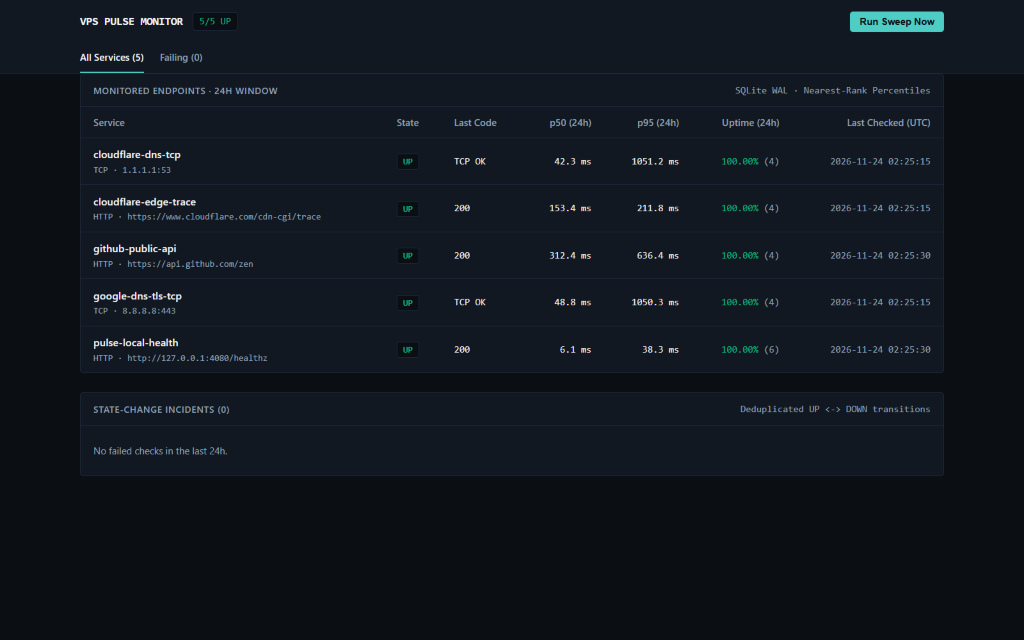 VPS PULSE MONITOR 5/5 UP Run Sweep Now
All Services (5) Failing (0)
MONITORED ENDPOINTS · 24H WINDOW SQLite WAL · Nearest-Rank Percentiles
Service State Last Code p50 (24h) p95 (24h) Uptime (24h) Last Checked (UTC)
cloudflare-dns-tcp
TCP · 1.1.1.1:53 UP TCP OK 42.3 ms 1051.2 ms 100.00% (4) 2026-11-24 02:25:15
cloudflare-edge-trace
HTTP · https://www.cloudflare.com/cdn-cgi/trace UP 200 153.4 ms 211.8 ms 100.00% (4) 2026-11-24 02:25:15
github-public-api
HTTP · https://api.github.com/zen UP 200 312.4 ms 636.4 ms 100.00% (4) 2026-11-24 02:25:30
google-dns-tls-tcp
TCP · 8.8.8.8:443 UP TCP OK 48.8 ms 1050.3 ms 100.00% (4) 2026-11-24 02:25:15
pulse-local-health
HTTP · http://127.0.0.1:4080/healthz UP 200 6.1 ms 38.3 ms 100.00% (6) 2026-11-24 02:25:30
STATE-CHANGE INCIDENTS (0) Deduplicated UP <-> DOWN transitions
No failed checks in the last 24h.